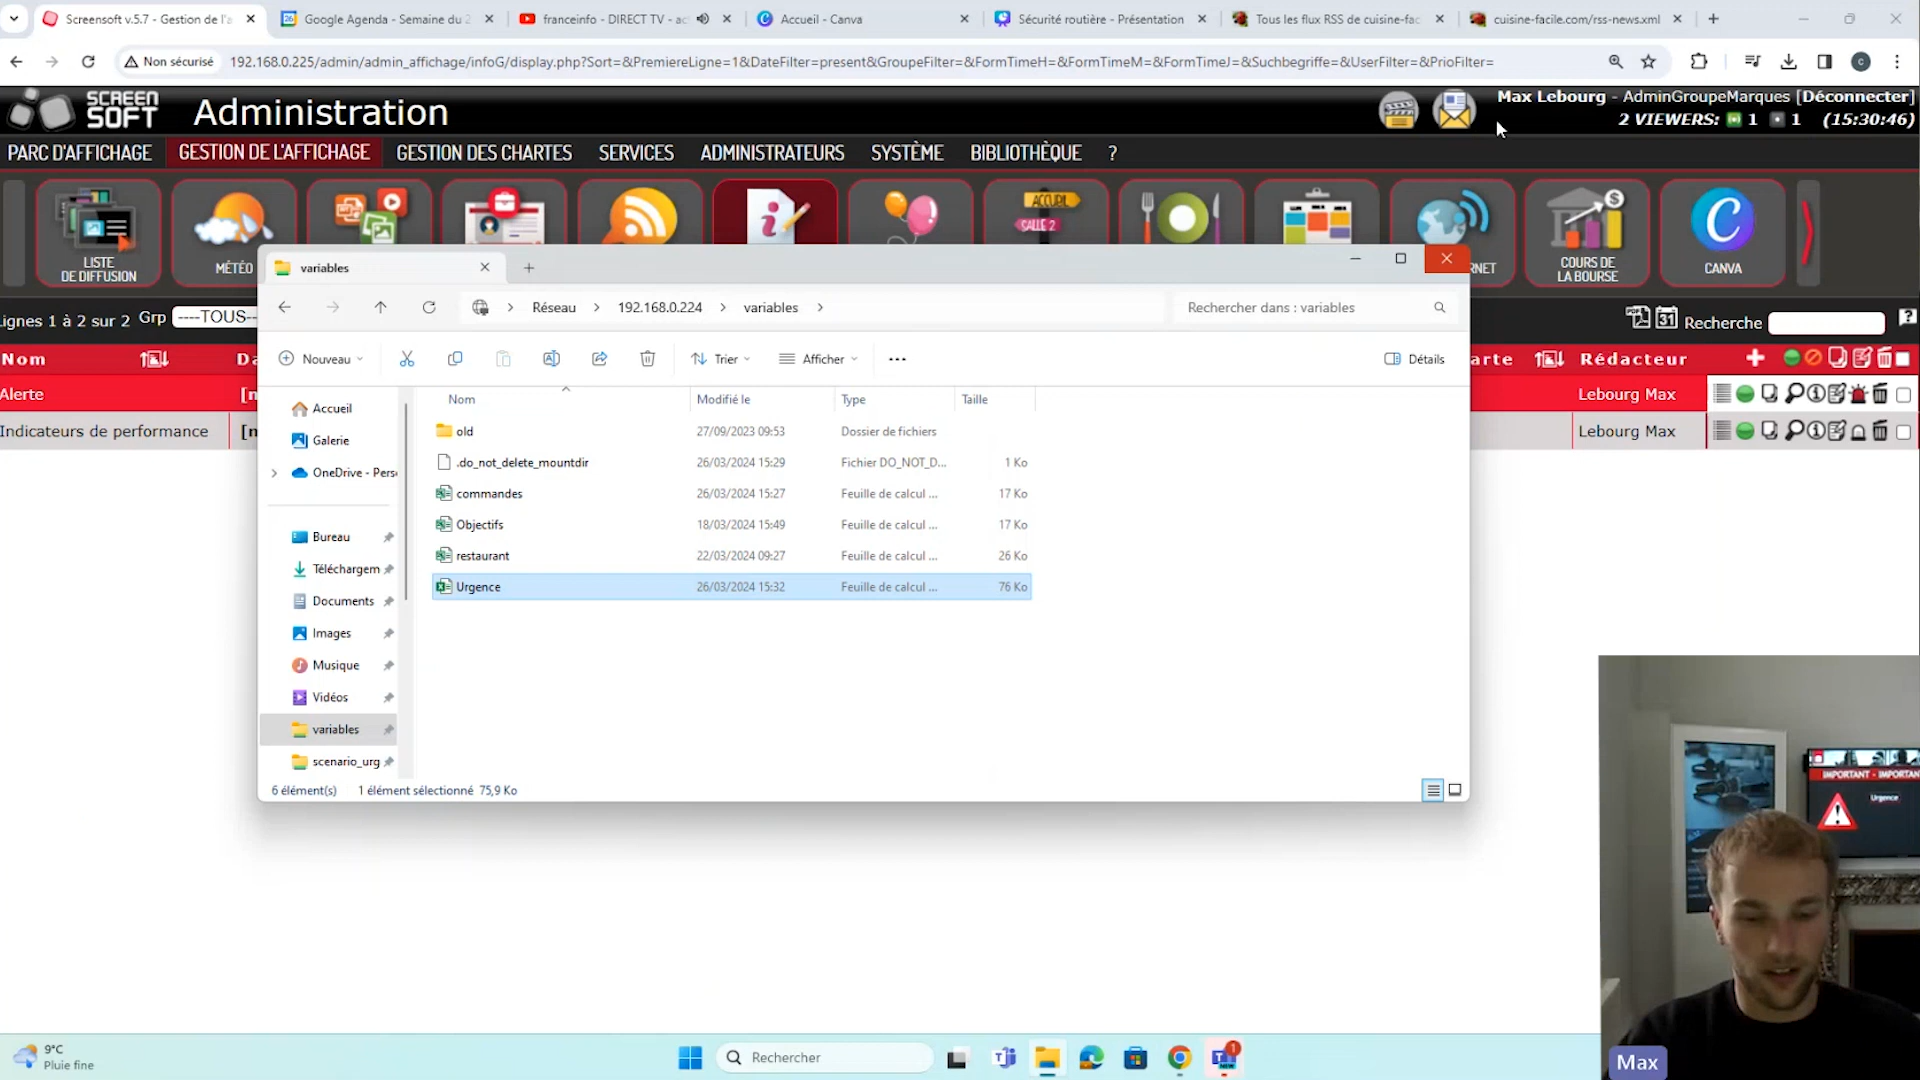 Screensoft v.5.7 - Gestion de l'a
Google Agenda - Semaine du 2
franceinfo - DIRECT TV - ac
Accueil - Canva
Sécurité routière - Présentation
Tous les flux RSS de cuisine-fac
cuisine-facile.com/rss-news.xml
Non sécurisé
192.168.0.225/admin/admin_affichage/infoG/display.php?Sort=&PremiereLigne=1&DateFilter=present&GroupeFilter=&FormTimeH=&FormTimeM=&FormTimeJ=&Suchbegriffe=&UserFilter=&PrioFilter=
C
SCREEN
SOFT
Administration
Max Lebourg - AdminGroupeMarques [Déconnecter]
2 VIEWERS: 1 1 (15:30:46)
PARC D'AFFICHAGE
GESTION DE L'AFFICHAGE
GESTION DES CHARTES
SERVICES
ADMINISTRATEURS
SYSTÈME
BIBLIOTHÈQUE
?
LISTE
DE DIFFUSION
MÉTÉO
ACCUEIL
SALLE 2
RNET
COURS DE
LA BOURSE
CANVA
Lignes 1 à 2 sur 2 Grp ----TOUS--
31
Recherche
Nom
Da
arte
Rédacteur
Alerte
[n
Lebourg Max
Indicateurs de performance
[n
Lebourg Max
variables
Réseau
192.168.0.224
variables
Rechercher dans : variables
Nouveau
Trier
Afficher
Détails
Nom Modifié le Type Taille
old 27/09/2023 09:53 Dossier de fichiers
.do_not_delete_mountdir 26/03/2024 15:29 Fichier DO_NOT_D... 1 Ko
commandes 26/03/2024 15:27 Feuille de calcul ... 17 Ko
Objectifs 18/03/2024 15:49 Feuille de calcul ... 17 Ko
restaurant 22/03/2024 09:27 Feuille de calcul ... 26 Ko
Urgence 26/03/2024 15:32 Feuille de calcul ... 76 Ko
Accueil
Galerie
OneDrive - Perso
Bureau
Téléchargem
Documents
Images
Musique
Vidéos
variables
scenario_urg
6 élément(s)
1 élément sélectionné 75,9 Ko
IMPORTANT - IMPORTAN
Urgence
Max
9°C
Pluie fine
Rechercher
1
NEW